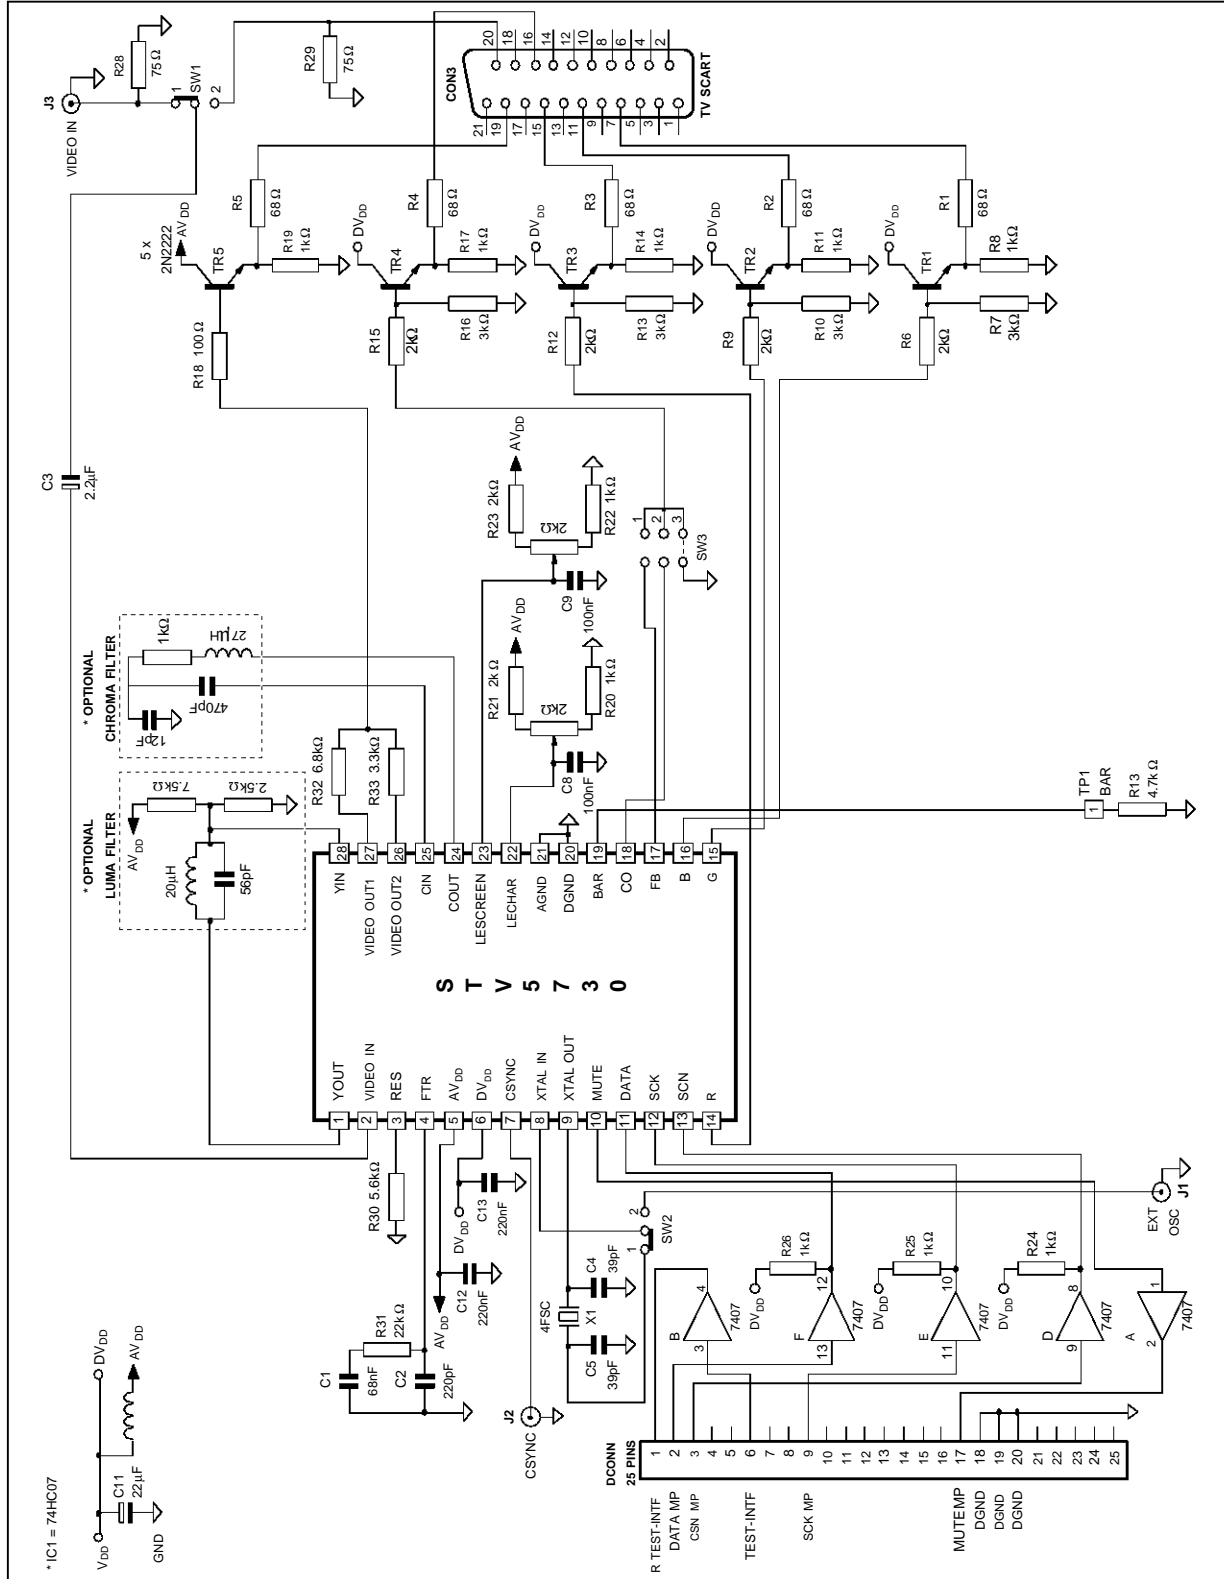 * IC1 = 74HC07
VDD
GND
C11
22µF
DVDD
AVDD
J3
VIDEO IN
R28
75Ω
SW1
1
2
R29
75Ω
CON3
TV SCART
20
18
16
14
12
10
8
6
4
2
21
19
17
15
13
11
9
7
5
3
1
5 x
2N2222
AVDD
TR5
R5
68Ω
R19
1kΩ
R18 100Ω
DVDD
TR4
R4
68Ω
R17
1kΩ
R16
3kΩ
R15
2kΩ
DVDD
TR3
R3
68Ω
R14
1kΩ
R13
3kΩ
R12
2kΩ
DVDD
TR2
R2
68Ω
R11
1kΩ
R10
3kΩ
R9
2kΩ
DVDD
TR1
R1
68Ω
R8
1kΩ
R7
3kΩ
R6
2kΩ
C3
2.2µF
* OPTIONAL
CHROMA FILTER
1kΩ
27µH
470pF
12pF
* OPTIONAL
LUMA FILTER
AVDD
7.5kΩ
2.5kΩ
20µH
56pF
R32 6.8kΩ
R33 3.3kΩ
R23 2kΩ
AVDD
2kΩ
R22 1kΩ
C9
100nF
R21 2kΩ
AVDD
2kΩ
R20 1kΩ
C8
100nF
SW3
1
2
3
TP1
BAR
1
R13
4.7kΩ
STV5730
28 YIN
27 VIDEO OUT1
26 VIDEO OUT2
25 CIN
24 COUT
23 LESCREEN
22 LECHAR
21 AGND
20 DGND
19 BAR
18 CO
17 FB
16 B
15 G
1 YOUT
2 VIDEO IN
3 RES
4 FTR
5 AVDD
6 DVDD
7 CSYNC
8 XTAL IN
9 XTAL OUT
10 MUTE
11 DATA
12 SCK
13 SCN
14 R
R30 5.6kΩ
R31
22kΩ
C1
68nF
C2
220pF
AVDD
C12
220nF
DVDD
C13
220nF
J2
CSYNC
4FSC
X1
C4
39pF
C5
39pF
SW2
1
2
EXT
OSC
J1
B
3
4
7407
DVDD
R26
1kΩ
F
13
12
7407
DVDD
R25
1kΩ
E
11
10
7407
DVDD
R24
1kΩ
D
9
8
7407
A
1
2
7407
DCONN
25 PINS
1
2
3
4
5
6
7
8
9
10
11
12
13
14
15
16
17
18
19
20
21
22
23
24
25
R TEST-INTF
DATA MP
CSN MP
TEST-INTF
SCK MP
MUTE MP
DGND
DGND
DGND